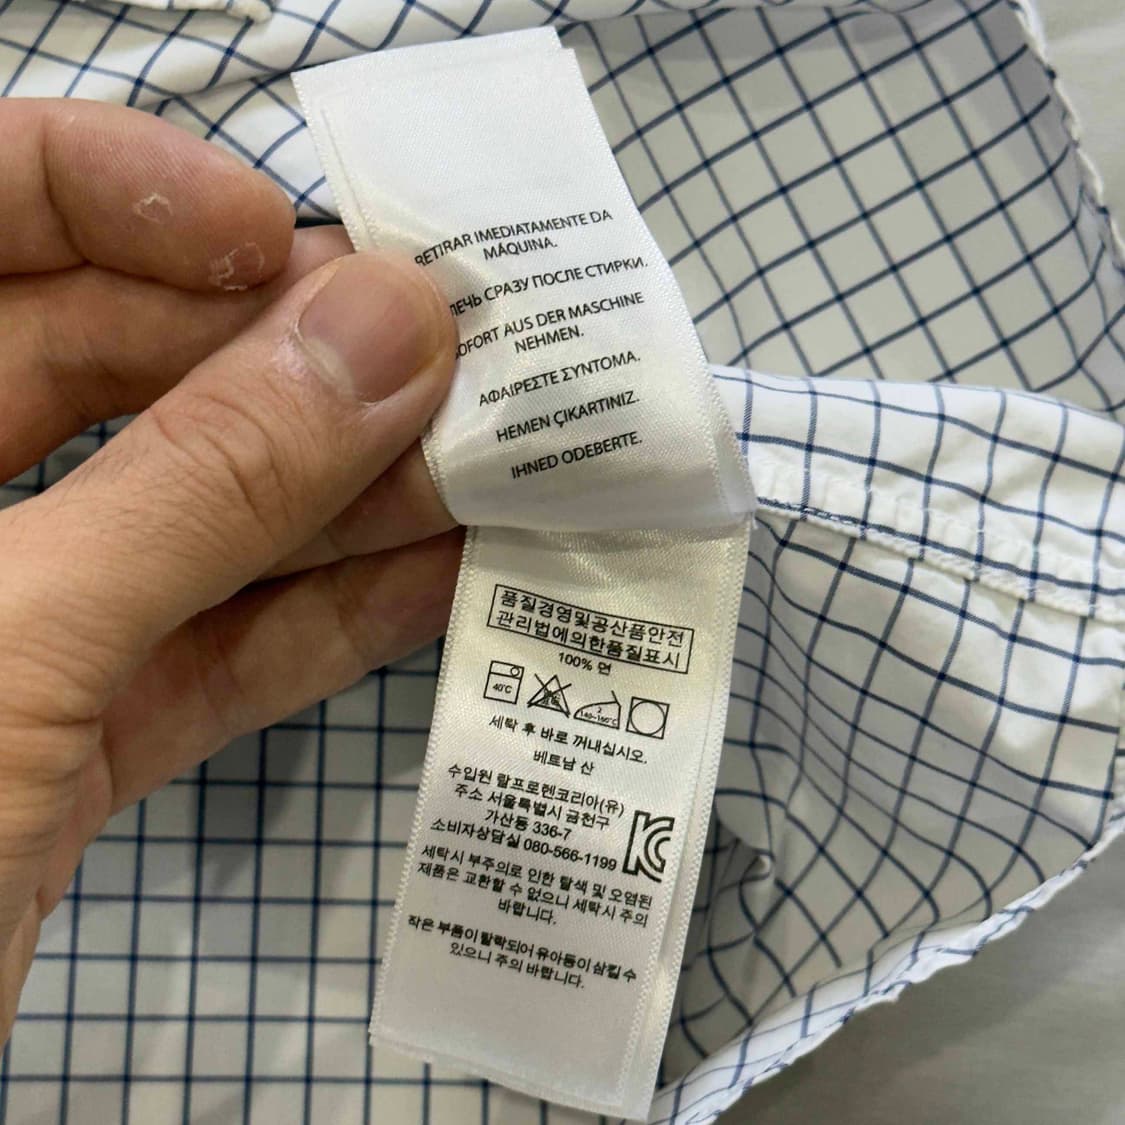 RETIRAR IMEDIATAMENTE DA
MÁQUINA.
СРАЗУ ПОСЛЕ СТИРКИ.
AUS DER MASCHINE
NEHMEN.
ΑΦΑΙΡΕΣΤΕ ΣΥΝΤΟΜΑ.
HEMEN ÇIKARTINIZ.
IHNED ODEBERTE.
품질경영및공산품안전
관리법에의한품질표시
100% 면
40°C
2
140~160°C
세탁 후 바로 꺼내십시오.
베트남 산
수입원 랄프로렌코리아(유)
주소 서울특별시 금천구
가산동 336-7
소비자상담실 080-566-1199
세탁시 부주의로 인한 탈색 및 오염된
제품은 교환할 수 없으니 세탁시 주의
바랍니다.
작은 부품이 탈락되어 유아등이 삼킬 수
있으니 주의 바랍니다.